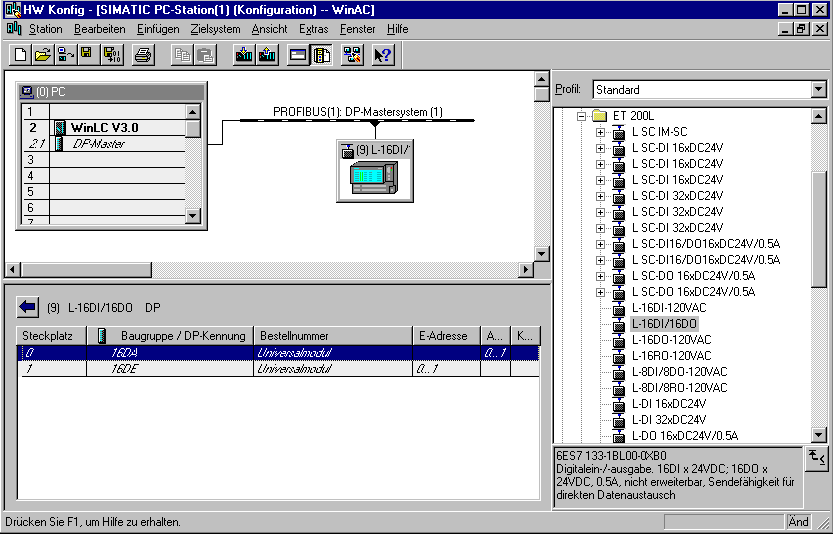 HW Konfig - [SIMATIC PC-Station(1) (Konfiguration) -- WinAC]
Station Bearbeiten Einfügen Zielsystem Ansicht Extras Fenster Hilfe
(0) PC
1
2 WinLC V3.0
2.1 DP-Master
3
4
5
6
7
PROFIBUS(1): DP-Mastersystem (1)
(9) L-16DI/
(9) L-16DI/16DO DP
Steckplatz Baugruppe / DP-Kennung Bestellnummer E-Adresse A... K...
0 16DA Universalmodul 0...1
1 16DE Universalmodul 0...1
Profil: Standard
ET 200L
L SC IM-SC
L SC-DI 16xDC24V
L SC-DI 16xDC24V
L SC-DI 16xDC24V
L SC-DI 32xDC24V
L SC-DI 32xDC24V
L SC-DI 32xDC24V
L SC-DI16/DO16xDC24V/0.5A
L SC-DI16/DO16xDC24V/0.5A
L SC-DO 16xDC24V/0.5A
L SC-DO 16xDC24V/0.5A
L-16DI-120VAC
L-16DI/16DO
L-16DO-120VAC
L-16RO-120VAC
L-8DI/8DO-120VAC
L-8DI/8RO-120VAC
L-DI 16xDC24V
L-DI 32xDC24V
L-DO 16xDC24V/0.5A
6ES7 133-1BL00-0XB0
Digitalein-/-ausgabe. 16DI x 24VDC; 16DO x
24VDC, 0.5A, nicht erweiterbar, Sendefähigkeit für
direkten Datenaustausch
Drücken Sie F1, um Hilfe zu erhalten.
Änd